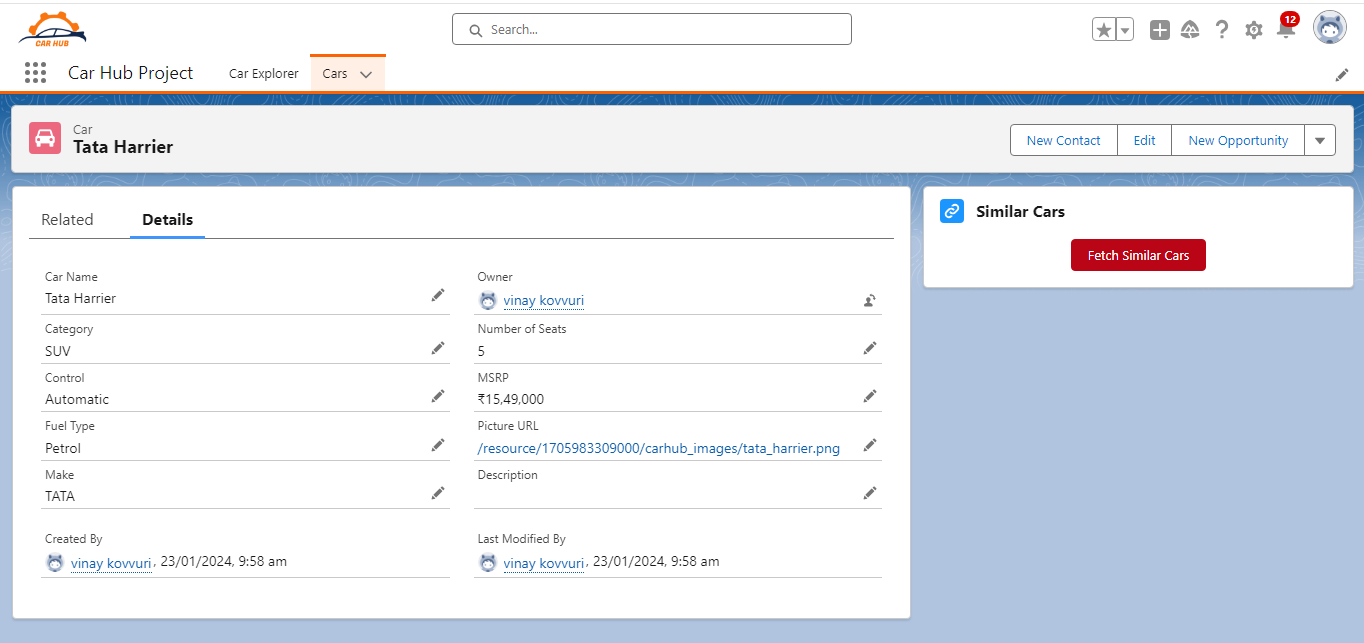 CAR HUB
Search...
12
Car Hub Project
Car Explorer
Cars
Car
Tata Harrier
New Contact
Edit
New Opportunity
Related
Details
Car Name
Tata Harrier
Owner
vinay kovvuri
Category
SUV
Number of Seats
5
Control
Automatic
MSRP
₹15,49,000
Fuel Type
Petrol
Picture URL
/resource/1705983309000/carhub_images/tata_harrier.png
Make
TATA
Description
Created By
vinay kovvuri, 23/01/2024, 9:58 am
Last Modified By
vinay kovvuri, 23/01/2024, 9:58 am
Similar Cars
Fetch Similar Cars